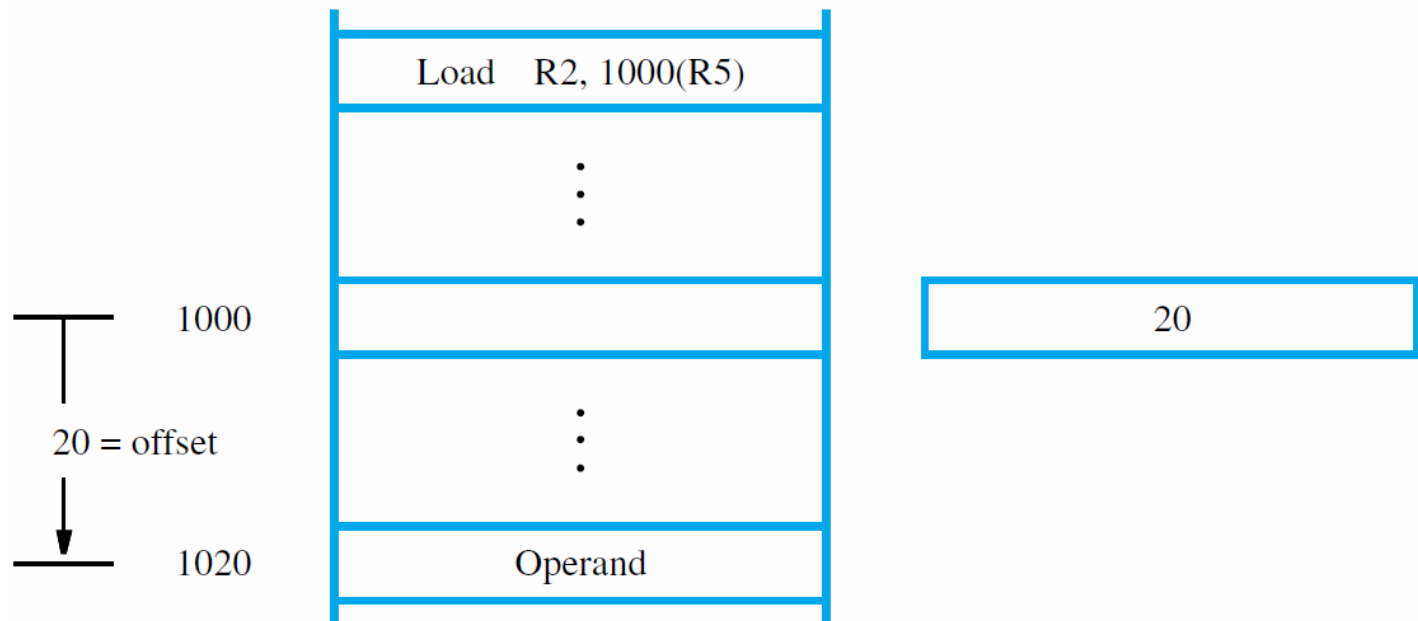 Load R2, 1000(R5)
1000
20
20 = offset
1020
Operand